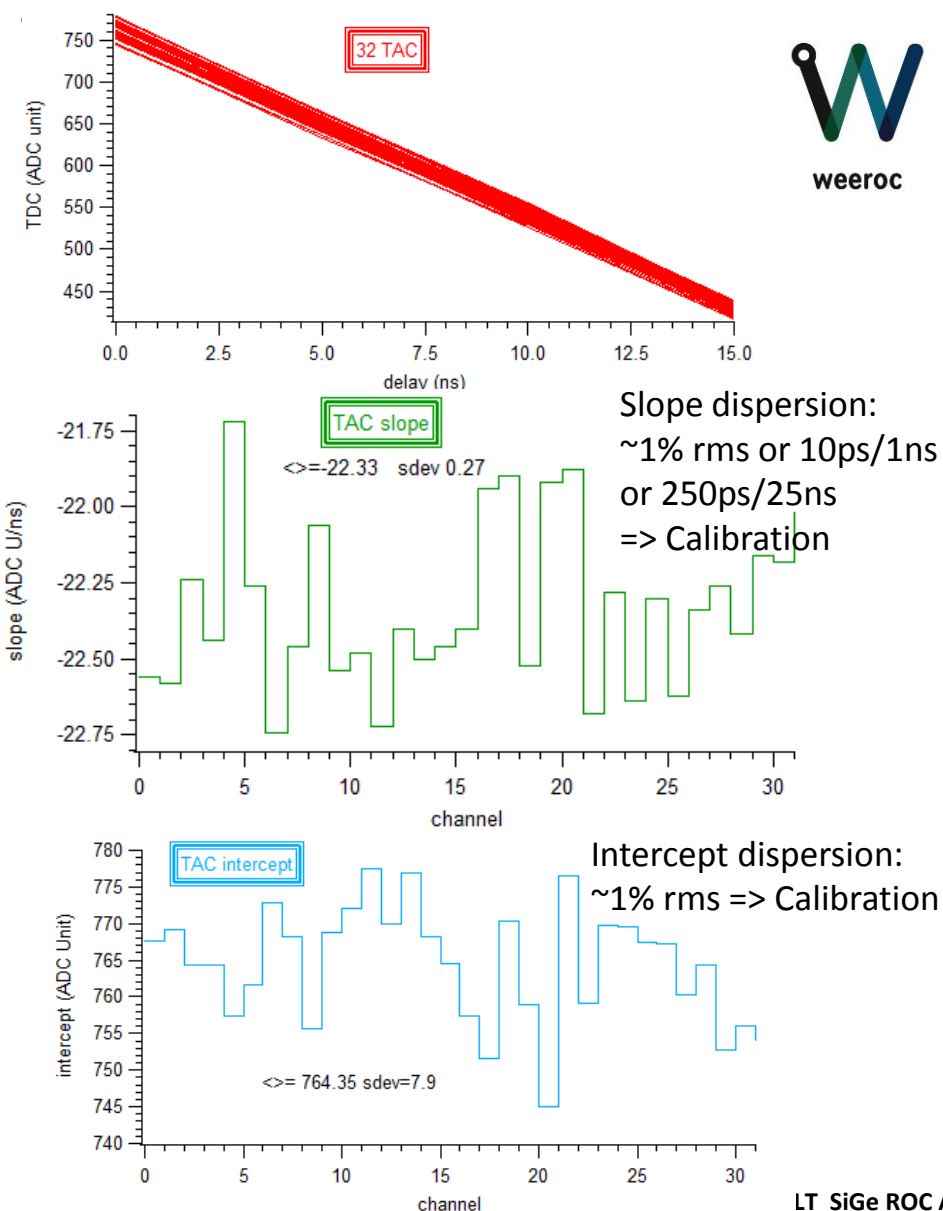 32 TAC
weeroc
TDC (ADC unit)
750
700
650
600
550
500
450
0.0 2.5 5.0 7.5 10.0 12.5 15.0
delay (ns)
TAC slope
<>=-22.33 sdev 0.27
Slope dispersion:
~1% rms or 10ps/1ns
or 250ps/25ns
=> Calibration
slope (ADC U/ns)
-21.75
-22.00
-22.25
-22.50
-22.75
0 5 10 15 20 25 30
channel
TAC intercept
Intercept dispersion:
~1% rms => Calibration
intercept (ADC Unit)
780
775
770
765
760
755
750
745
740
<>= 764.35 sdev=7.9
0 5 10 15 20 25 30
channel
LT SiGe ROC